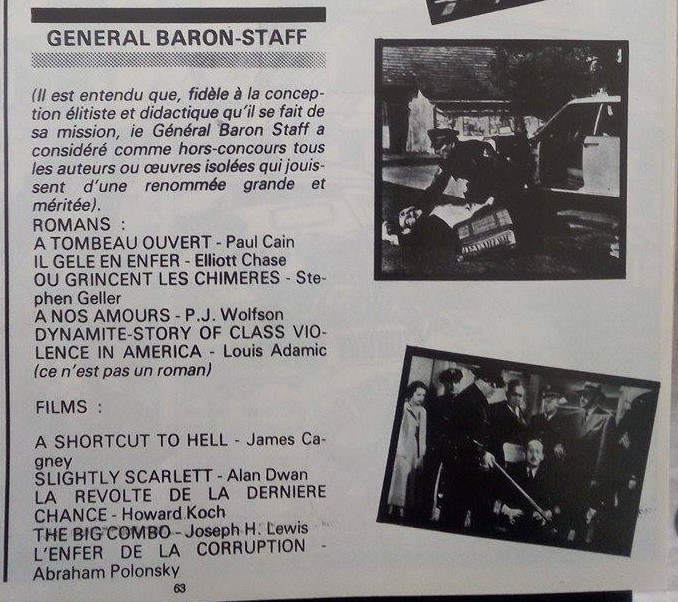 GENERAL BARON-STAFF
(Il est entendu que, fidèle à la concep-
tion élitiste et didactique qu'il se fait de
sa mission, ie Général Baron Staff a
considéré comme hors-concours tous
les auteurs ou œuvres isolées qui jouis-
sent d'une renommée grande et
méritée).
ROMANS :
A TOMBEAU OUVERT - Paul Cain
IL GELE EN ENFER - Elliott Chase
OU GRINCENT LES CHIMERES - Ste-
phen Geller
A NOS AMOURS - P.J. Wolfson
DYNAMITE-STORY OF CLASS VIO-
LENCE IN AMERICA - Louis Adamic
(ce n'est pas un roman)
FILMS :
A SHORTCUT TO HELL - James Ca-
gney
SLIGHTLY SCARLETT - Alan Dwan
LA REVOLTE DE LA DERNIERE
CHANCE - Howard Koch
THE BIG COMBO - Joseph H. Lewis
L'ENFER DE LA CORRUPTION -
Abraham Polonsky
63